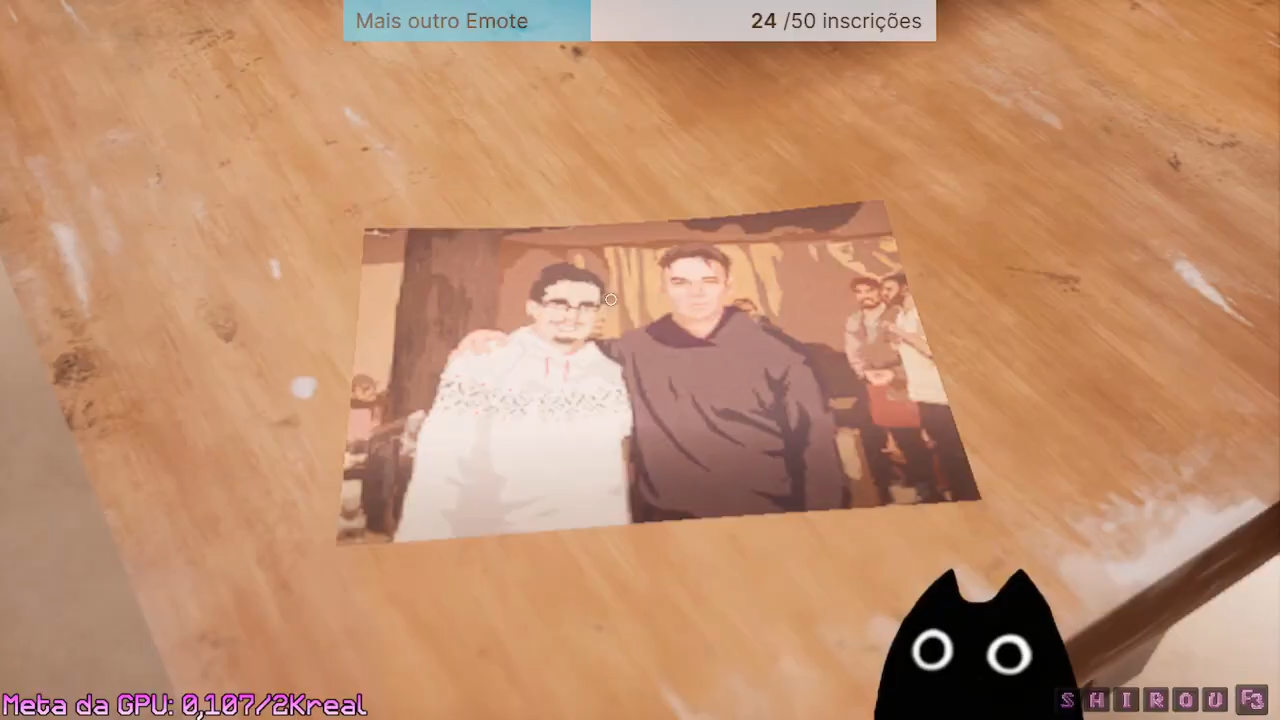 Mais outro Emote 24 /50 inscrições
Meta da GPU: 0,107/2Kreal
SHIROU F3